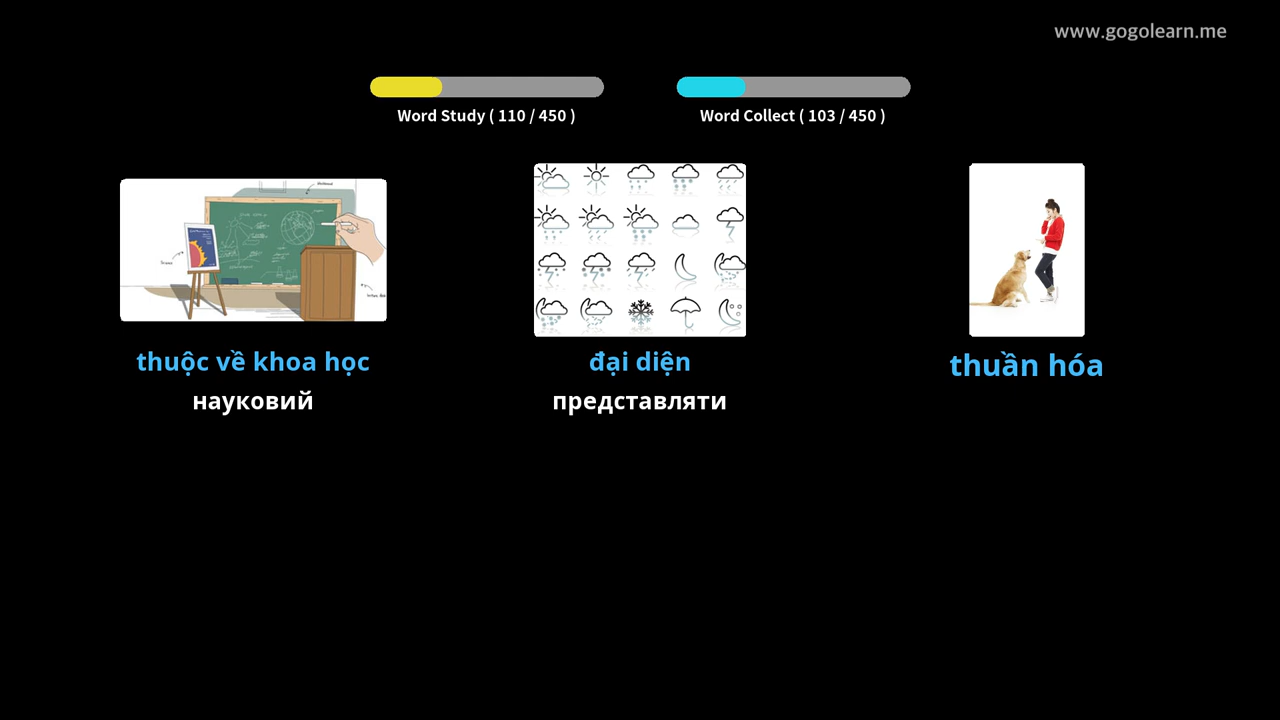 www.gogolearn.me
Word Study ( 110 / 450 )
Word Collect ( 103 / 450 )
thuộc về khoa học
науковий
đại diện
представляти
thuần hóa